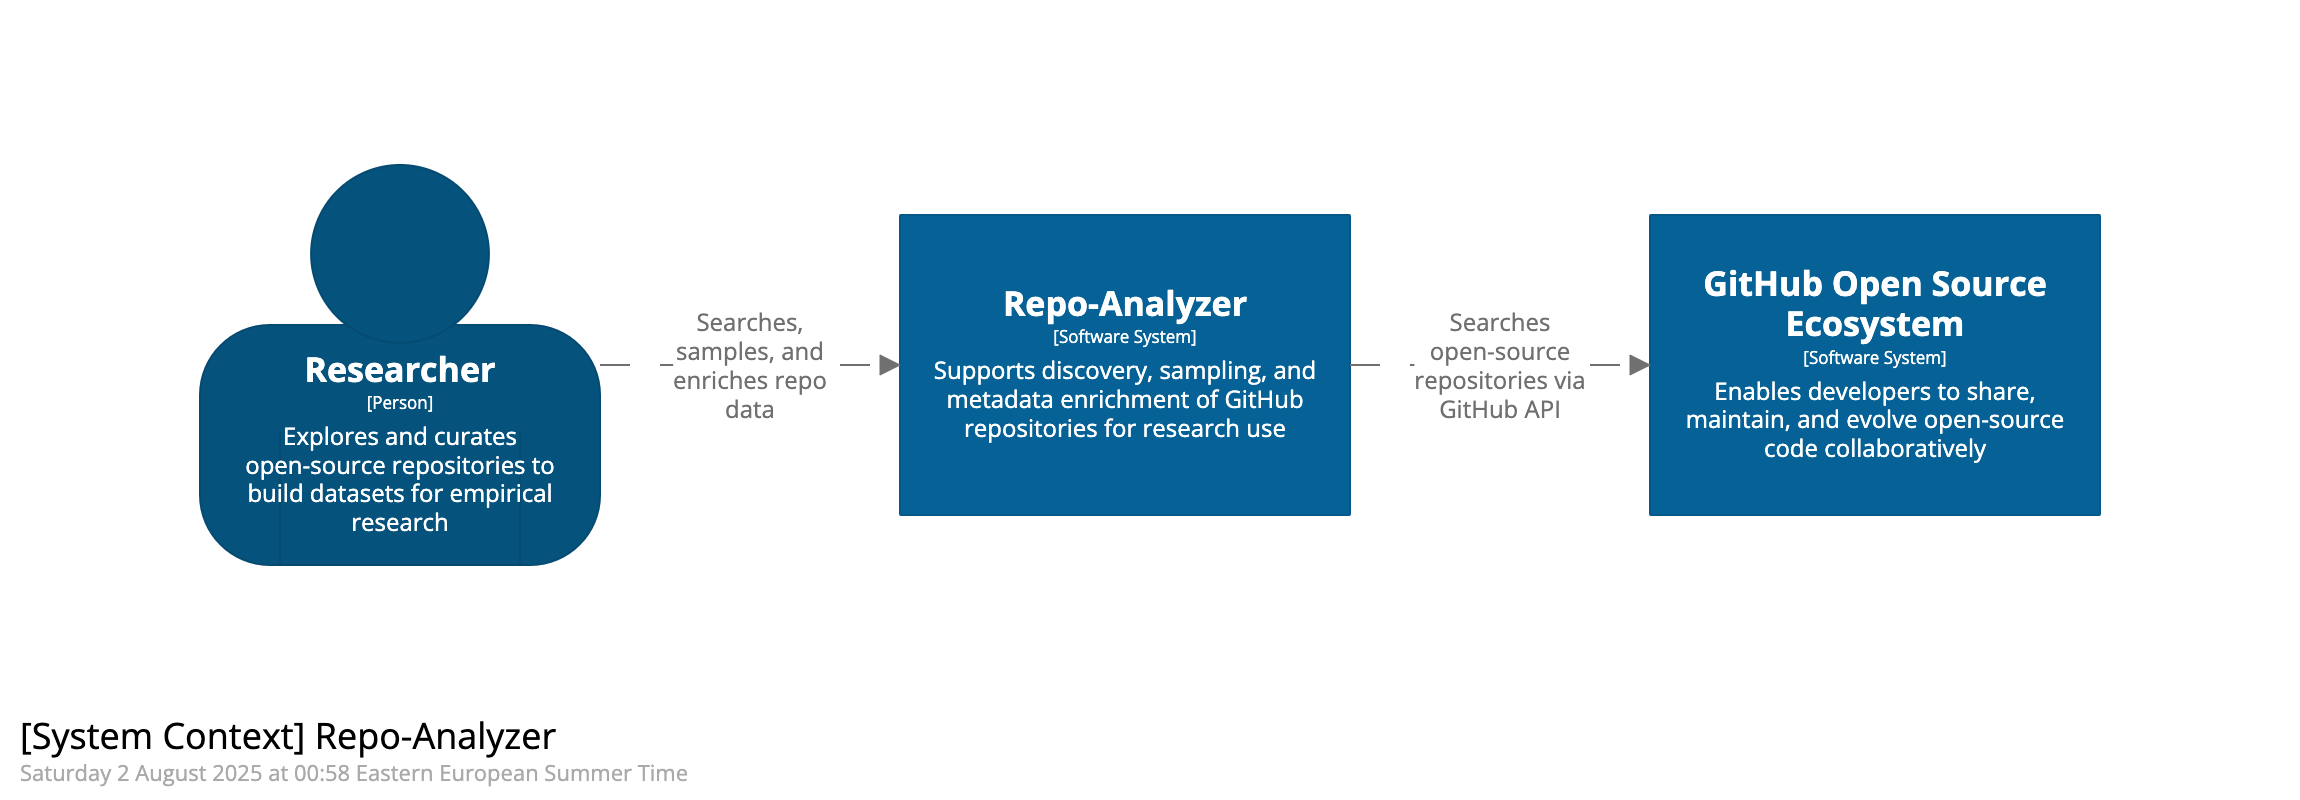 Researcher
[Person]
Explores and curates
open-source repositories to
build datasets for empirical
research
Searches,
samples, and
enriches repo
data
Repo-Analyzer
[Software System]
Supports discovery, sampling, and
metadata enrichment of GitHub
repositories for research use
Searches
open-source
repositories via
GitHub API
GitHub Open Source
Ecosystem
[Software System]
Enables developers to share,
maintain, and evolve open-source
code collaboratively
[System Context] Repo-Analyzer
Saturday 2 August 2025 at 00:58 Eastern European Summer Time